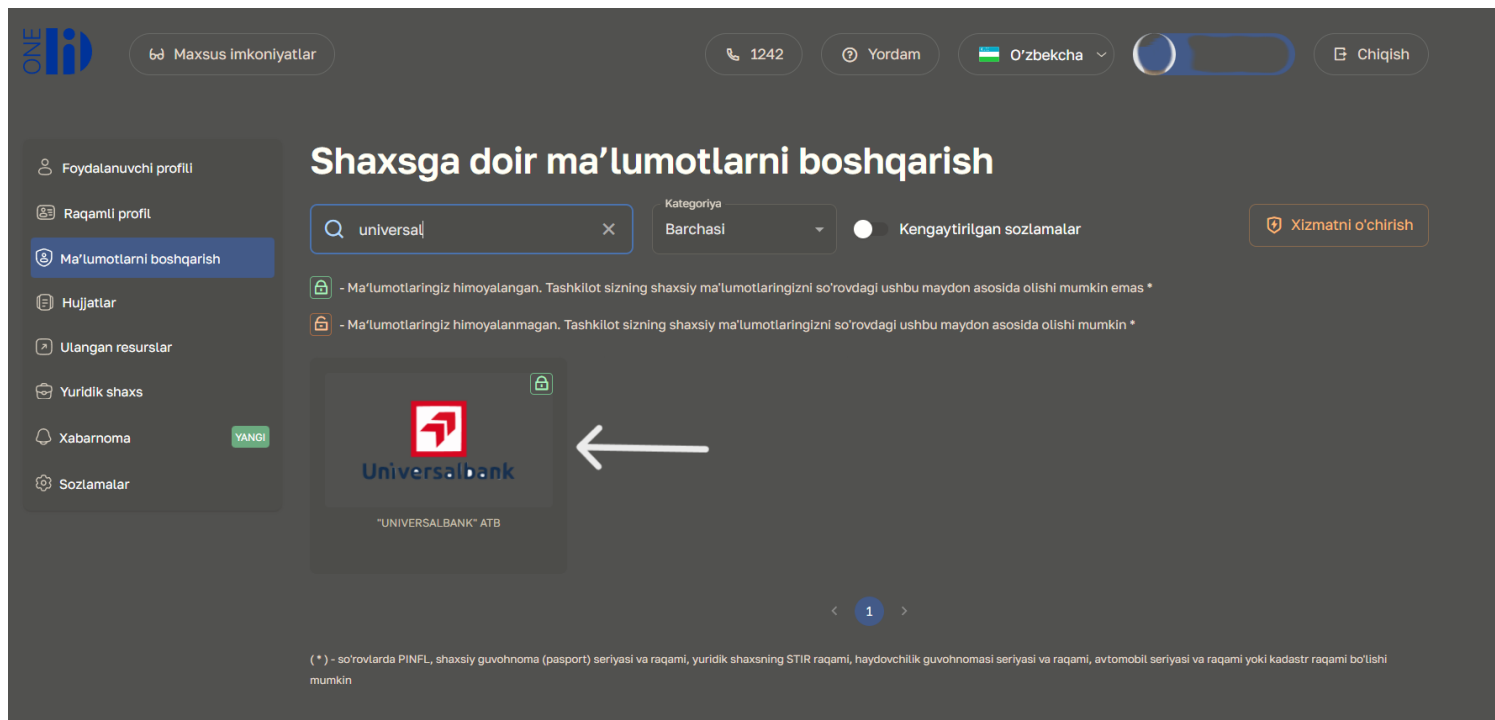 ONE iD
Maxsus imkoniyatlar
1242
Yordam
O‘zbekcha
Chiqish
Foydalanuvchi profili
Raqamli profil
Ma’lumotlarni boshqarish
Hujjatlar
Ulangan resurslar
Yuridik shaxs
Xabarnoma YANGI
Sozlamalar
Shaxsga doir ma’lumotlarni boshqarish
universal
Kategoriya
Barchasi
Kengaytirilgan sozlamalar
Xizmatni o'chirish
- Ma’lumotlaringiz himoyalangan. Tashkilot sizning shaxsiy ma'lumotlaringizni so'rovdagi ushbu maydon asosida olishi mumkin emas *
- Ma’lumotlaringiz himoyalanmagan. Tashkilot sizning shaxsiy ma'lumotlaringizni so'rovdagi ushbu maydon asosida olishi mumkin *
Universalbank
"UNIVERSALBANK" ATB
1
( * ) - so'rovlarda PINFL, shaxsiy guvohnoma (pasport) seriyasi va raqami, yuridik shaxsning STIR raqami, haydovchilik guvohnomasi seriyasi va raqami, avtomobil seriyasi va raqami yoki kadastr raqami bo'lishi
mumkin